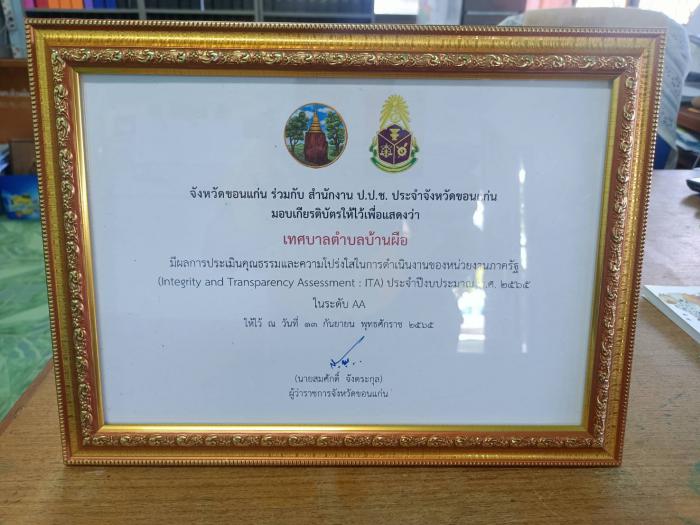 จังหวัดขอนแก่น ร่วมกับ สำนักงาน ป.ป.ช. ประจำจังหวัดขอนแก่น
มอบเกียรติบัตรให้ไว้เพื่อแสดงว่า
เทศบาลตำบลบ้านผือ
มีผลการประเมินคุณธรรมและความโปร่งใสในการดำเนินงานของหน่วยงานภาครัฐ
(Integrity and Transparency Assessment : ITA) ประจำปีงบประมาณ พ.ศ. ๒๕๖๕
ในระดับ AA
ให้ไว้ ณ วันที่ ๑๓ กันยายน พุทธศักราช ๒๕๖๕
(นายสมศักดิ์ จังตระกุล)
ผู้ว่าราชการจังหวัดขอนแก่น